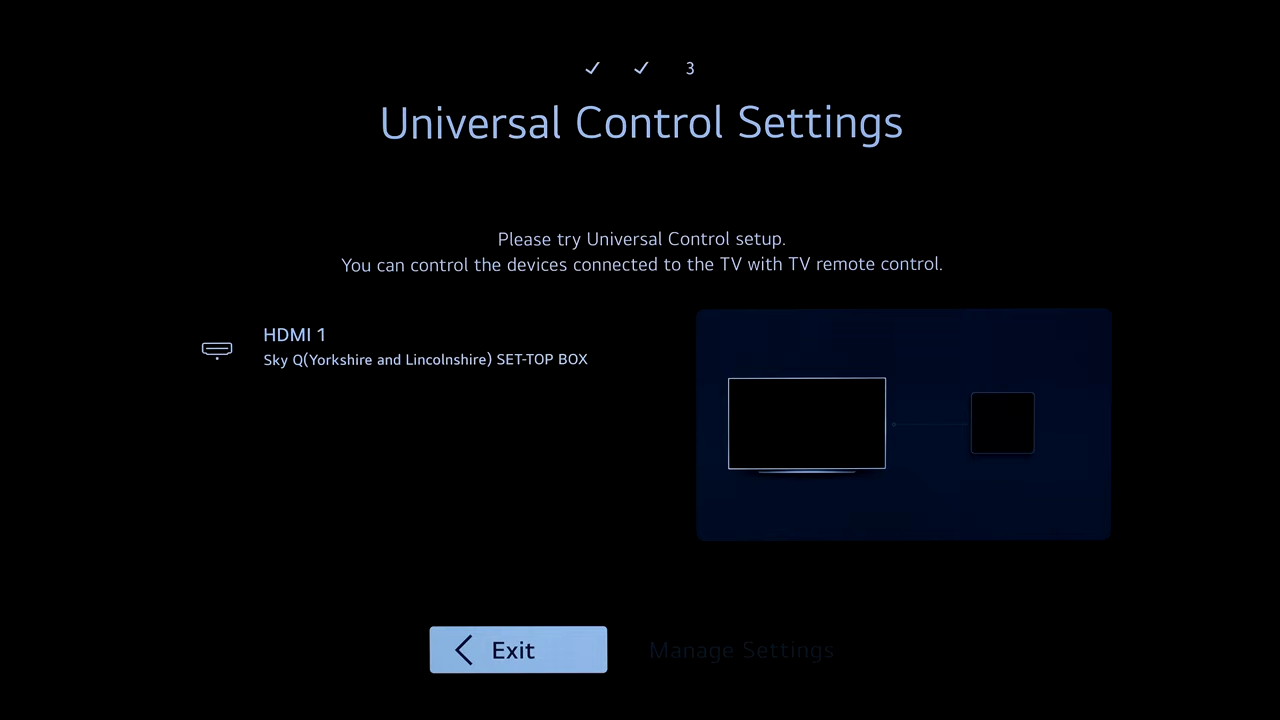 3
Universal Control Settings
Please try Universal Control setup.
You can control the devices connected to the TV with TV remote control.
HDMI 1
Sky Q(Yorkshire and Lincolnshire) SET-TOP BOX
Exit
Manage Settings